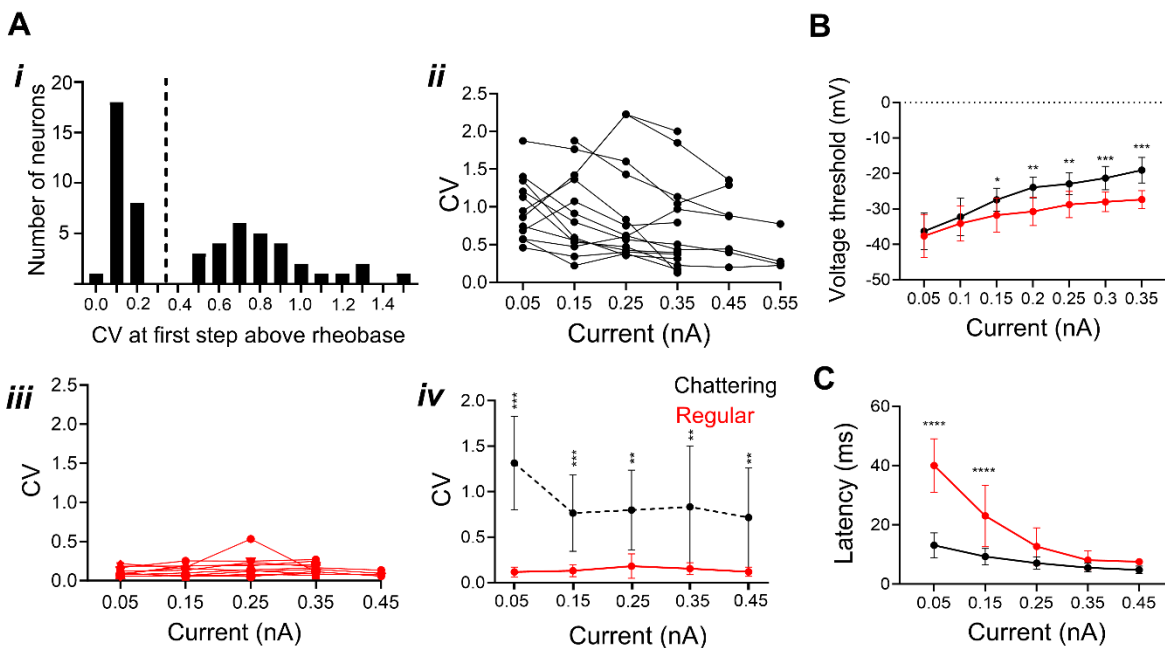 A
i
Number of neurons
20
15
10
5
0.0 0.2 0.4 0.6 0.8 1.0 1.2 1.4
CV at first step above rheobase
ii
CV
2.5
2.0
1.5
1.0
0.5
0.0
0.05 0.15 0.25 0.35 0.45 0.55
Current (nA)
B
Voltage threshold (mV)
0
-10
-20
-30
-40
-50
* ** ** *** ***
0.05 0.1 0.15 0.2 0.25 0.3 0.35
Current (nA)
iii
CV
2.5
2.0
1.5
1.0
0.5
0.0
0.05 0.15 0.25 0.35 0.45
Current (nA)
iv
Chattering
Regular
CV
2.0
1.5
1.0
0.5
0.0
*** *** ** ** **
0.05 0.15 0.25 0.35 0.45
Current (nA)
C
Latency (ms)
60
40
20
0
**** ****
0.05 0.15 0.25 0.35 0.45
Current (nA)